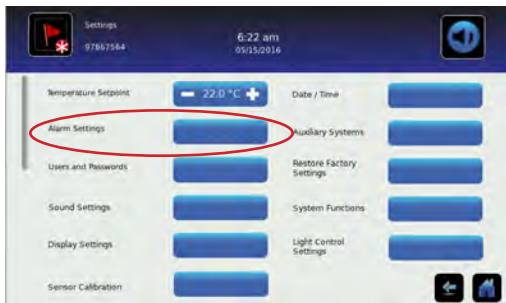 Settings
97867564
6:22 am
05/15/2016
Temperature Setpoint
22.0 °C
Alarm Settings
Users and Passwords
Sound Settings
Display Settings
Sensor Calibration
Date / Time
Auxiliary Systems
Restore Factory
Settings
System Functions
Light Control
Settings